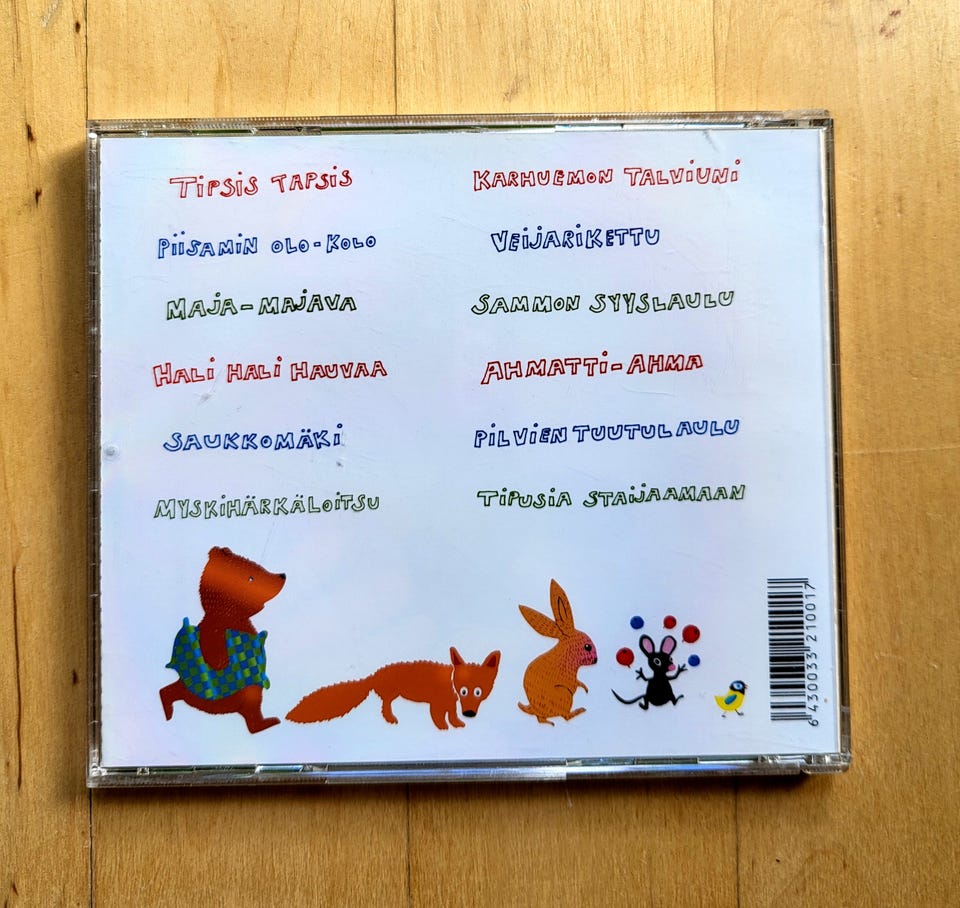 TIPSIS TAPSIS
PIISAMIN OLO-KOLO
MAJA-MAJAVA
HALI HALI HAUVAA
SAUKKOMÄKI
MYSKIHÄRKÄLOITSU
KARHUEMON TALVIUNI
VEIJARIKETTU
SAMMON SYYSLAULU
AHMATTI-AHMA
PILVIEN TUUTULAULU
TIPUSIA STAIJAAMAAN
6 430033 210017